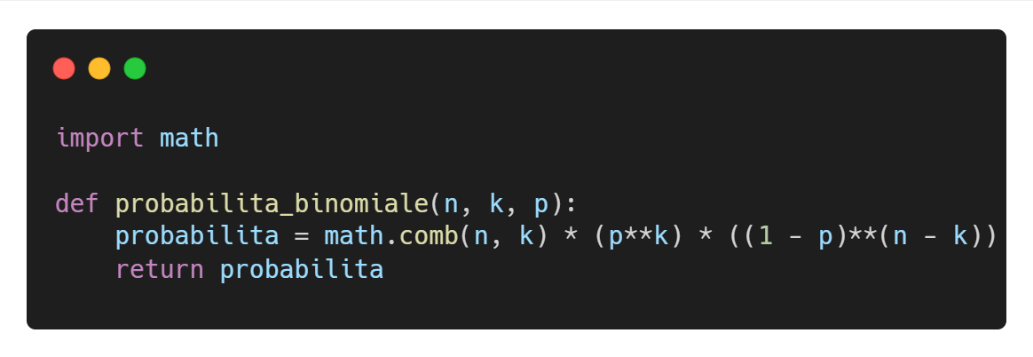 import math
def probabilita_binomiale(n, k, p):
    probabilita = math.comb(n, k) * (p**k) * ((1 - p)**(n - k))
    return probabilita